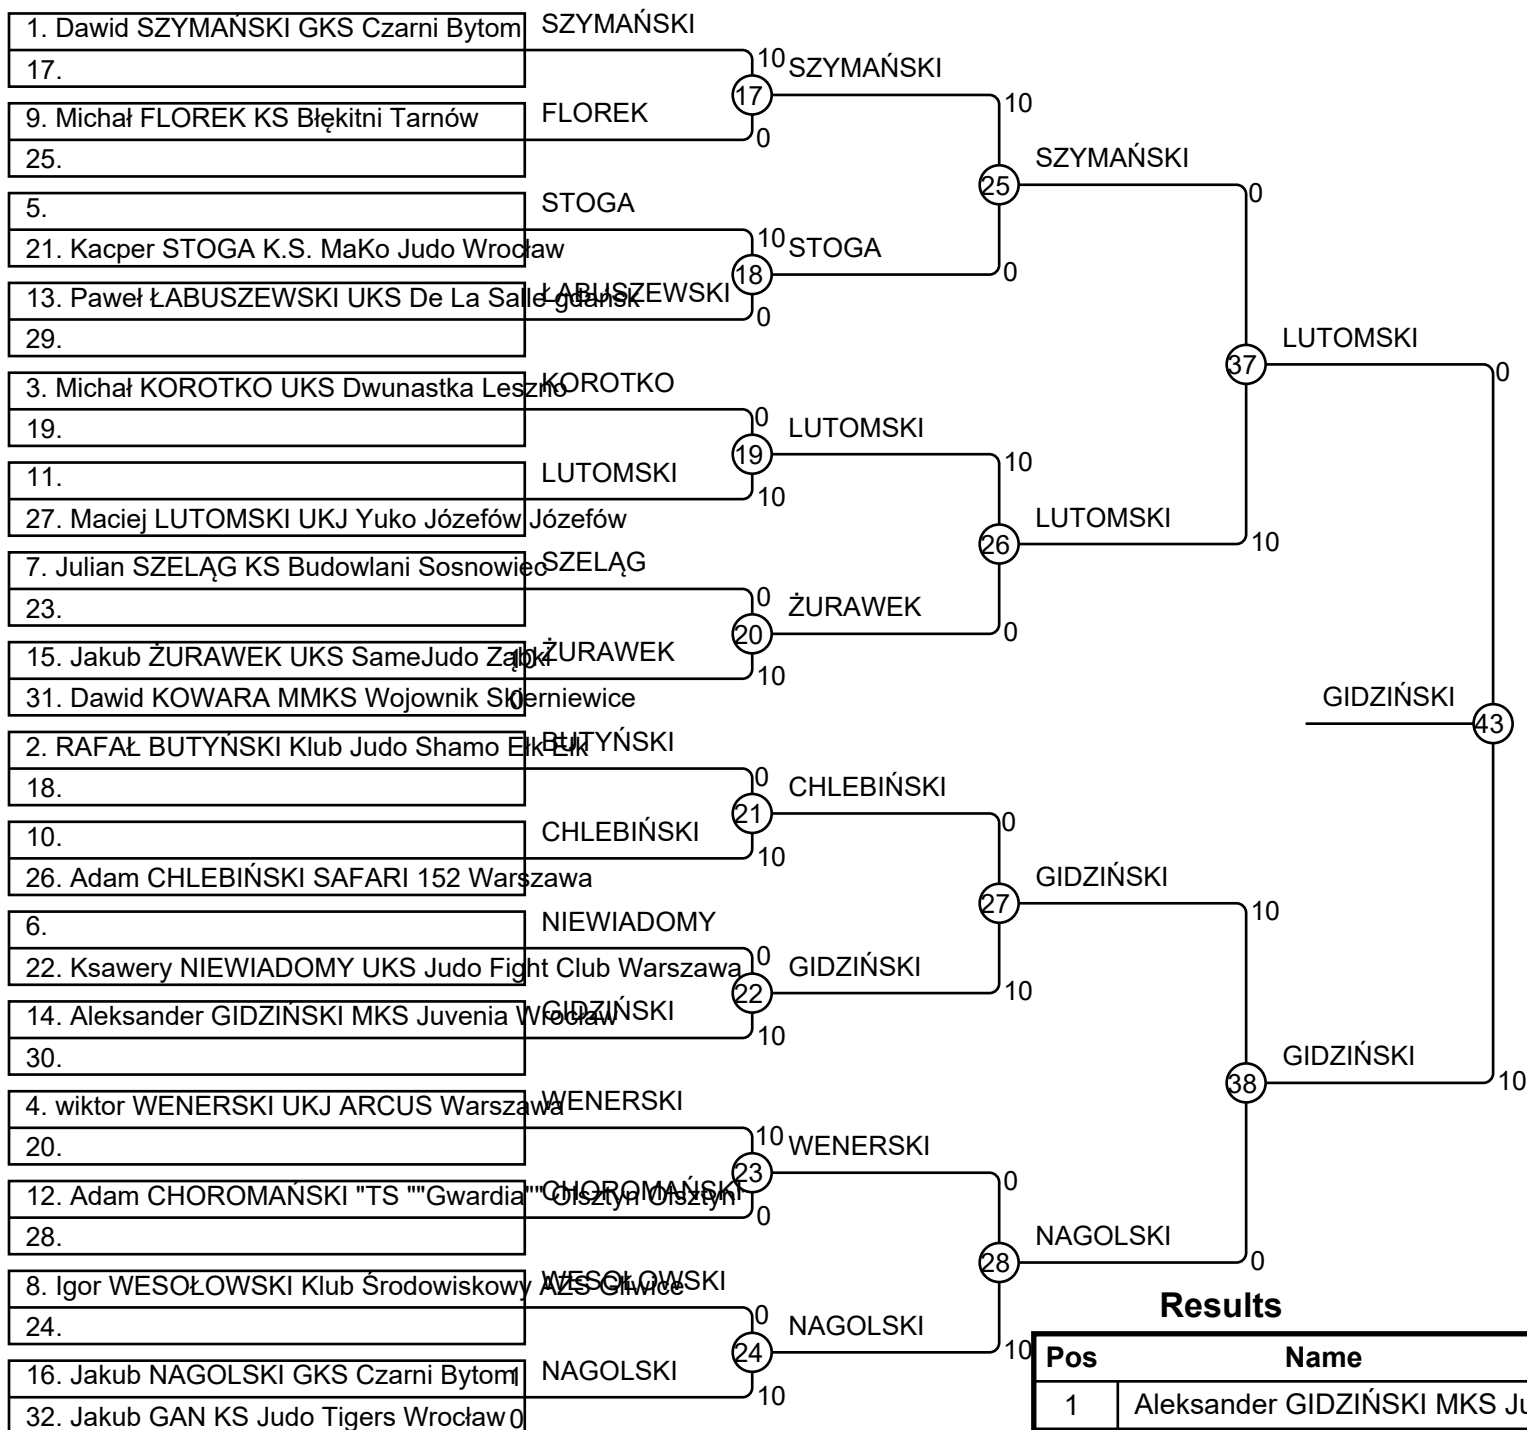 1. Dawid SZYMAŃSKI GKS Czarni Bytom
17.
9. Michał FLOREK KS Błękitni Tarnów
25.
5.
21. Kacper STOGA K.S. MaKo Judo Wrocław
13. Paweł ŁABUSZEWSKI UKS De La Salle gdańsk
29.
3. Michał KOROTKO UKS Dwunastka Leszno
19.
11.
27. Maciej LUTOMSKI UKJ Yuko Józefów Józefów
7. Julian SZELĄG KS Budowlani Sosnowiec
23.
15. Jakub ŻURAWEK UKS SameJudo Ząbki 10
31. Dawid KOWARA MMKS Wojownik Skierniewice 0
2. RAFAŁ BUTYŃSKI Klub Judo Shamo Ełk Ełk
18.
10.
26. Adam CHLEBIŃSKI SAFARI 152 Warszawa
6.
22. Ksawery NIEWIADOMY UKS Judo Fight Club Warszawa
14. Aleksander GIDZIŃSKI MKS Juvenia Wrocław
30.
4. wiktor WENERSKI UKJ ARCUS Warszawa
20.
12. Adam CHOROMAŃSKI "TS ""Gwardia"" Olsztyn Olsztyn
28.
8. Igor WESOŁOWSKI Klub Środowiskowy AZS Gliwice
24.
16. Jakub NAGOLSKI GKS Czarni Bytom 1
32. Jakub GAN KS Judo Tigers Wrocław 0
SZYMAŃSKI
10
17
FLOREK
0
STOGA
10
18
ŁABUSZEWSKI
0
KOROTKO
0
19
LUTOMSKI
10
SZELĄG
0
20
ŻURAWEK
10
BUTYŃSKI
0
21
CHLEBIŃSKI
10
NIEWIADOMY
0
22
GIDZIŃSKI
10
WENERSKI
10
23
CHOROMAŃSKI
0
WESOŁOWSKI
0
24
NAGOLSKI
10
SZYMAŃSKI
10
25
STOGA
0
LUTOMSKI
10
26
ŻURAWEK
0
CHLEBIŃSKI
0
27
GIDZIŃSKI
10
WENERSKI
0
28
NAGOLSKI
10
SZYMAŃSKI
0
37
LUTOMSKI
10
GIDZIŃSKI
10
38
NAGOLSKI
0
LUTOMSKI
0
GIDZIŃSKI
43
GIDZIŃSKI
10
Results
Pos Name
1 Aleksander GIDZIŃSKI MKS Ju